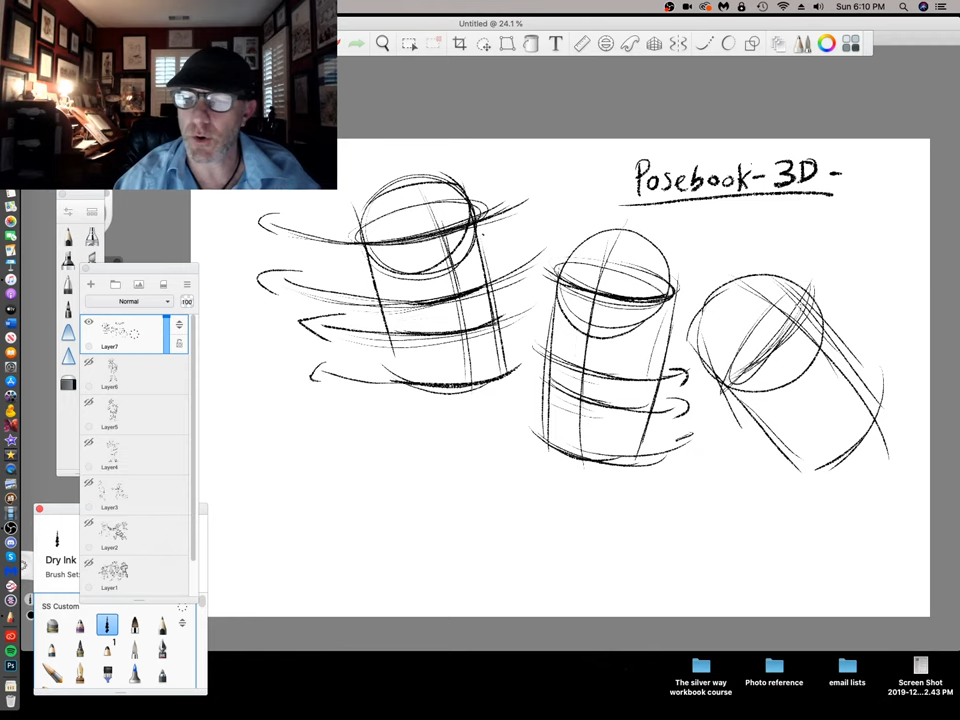 Sun 6:10 PM
Untitled @ 24.1 %
T
Posebook-3D-
Normal
100
Layer7
Layer6
Layer5
Layer4
Layer3
Layer2
Layer1
Dry Ink
Brush Set:
SS Custom
1
The silver way
workbook course
Photo reference
email lists
Screen Shot
2019-12...2.43 PM